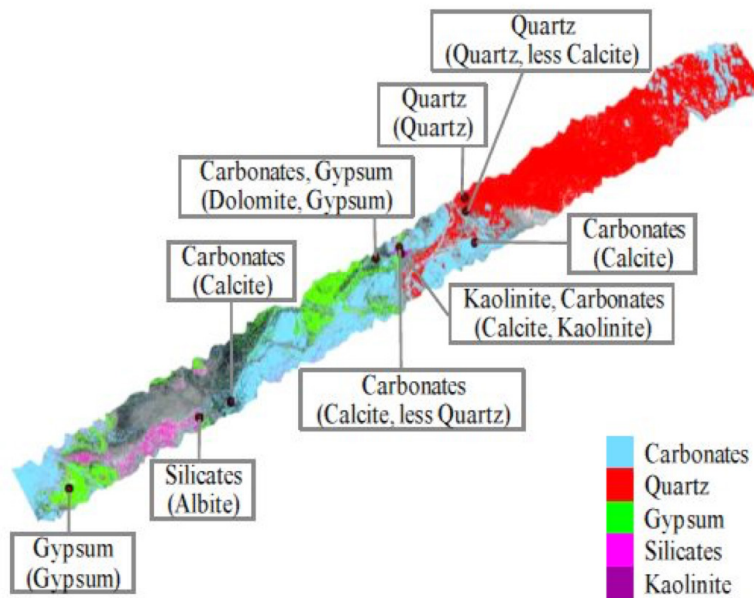 Quartz
(Quartz, less Calcite)
Quartz
(Quartz)
Carbonates, Gypsum
(Dolomite, Gypsum)
Carbonates
(Calcite)
Carbonates
(Calcite)
Kaolinite, Carbonates
(Calcite, Kaolinite)
Carbonates
(Calcite, less Quartz)
Silicates
(Albite)
Gypsum
(Gypsum)
Carbonates
Quartz
Gypsum
Silicates
Kaolinite